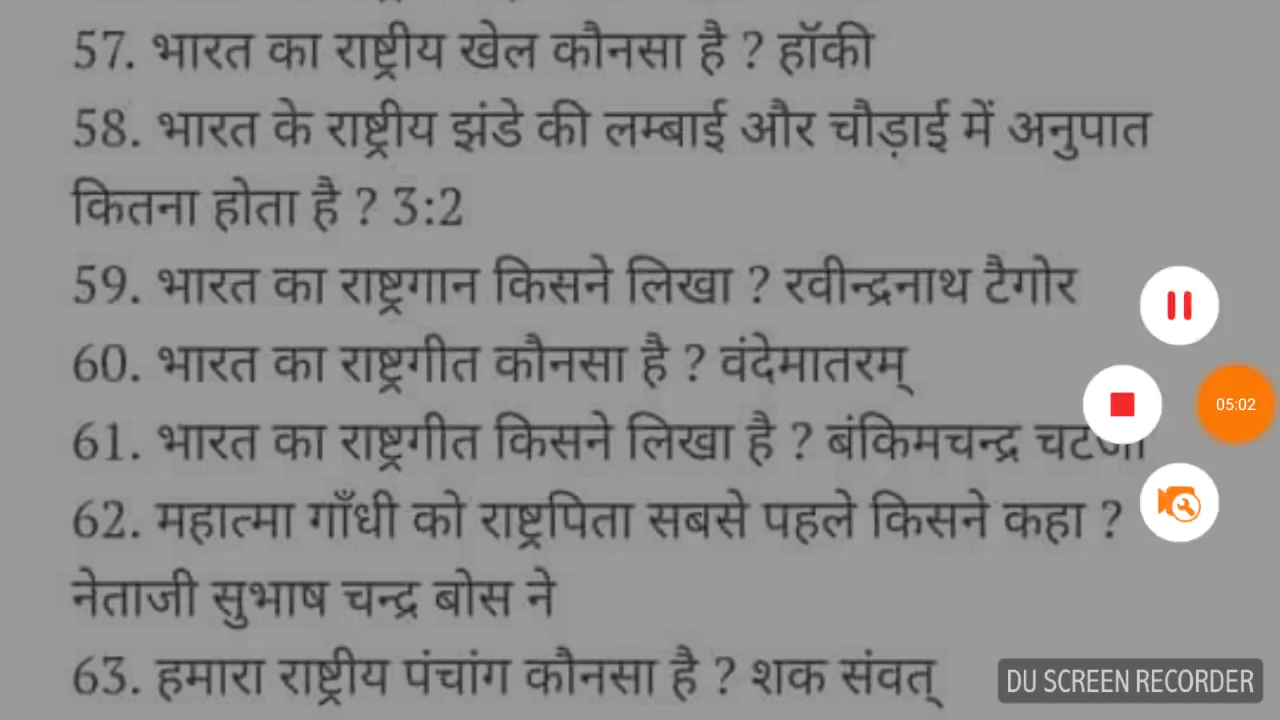 57. भारत का राष्ट्रीय खेल कौनसा है ? हॉकी
58. भारत के राष्ट्रीय झंडे की लम्बाई और चौड़ाई में अनुपात
कितना होता है ? 3:2
59. भारत का राष्ट्रगान किसने लिखा ? रवीन्द्रनाथ टैगोर
60. भारत का राष्ट्रगीत कौनसा है ? वंदेमातरम्
61. भारत का राष्ट्रगीत किसने लिखा है ? बंकिमचन्द्र
62. महात्मा गाँधी को राष्ट्रपिता सबसे पहले किसने कहा ?
नेताजी सुभाष चन्द्र बोस ने
63. हमारा राष्ट्रीय पंचांग कौनसा है ? शक संवत्
05:02
DU SCREEN RECORDER